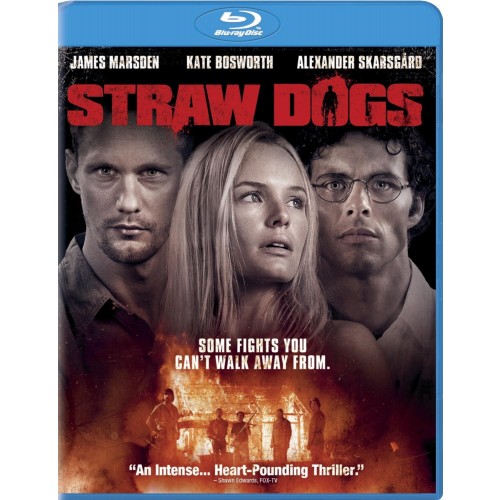 Blu-ray Disc
JAMES MARSDEN KATE BOSWORTH ALEXANDER SKARSGÅRD
STRAW DOGS
SOME FIGHTS YOU
CAN'T WALK AWAY FROM.
"An Intense... Heart-Pounding Thriller."
- Shawn Edwards, FOX-TV